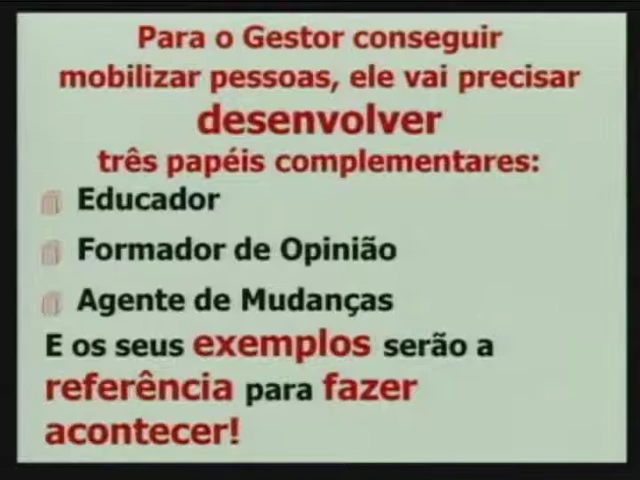 Para o Gestor conseguir
mobilizar pessoas, ele vai precisar
desenvolver
três papéis complementares:
Educador
Formador de Opinião
Agente de Mudanças
E os seus exemplos serão a
referência para fazer
acontecer!